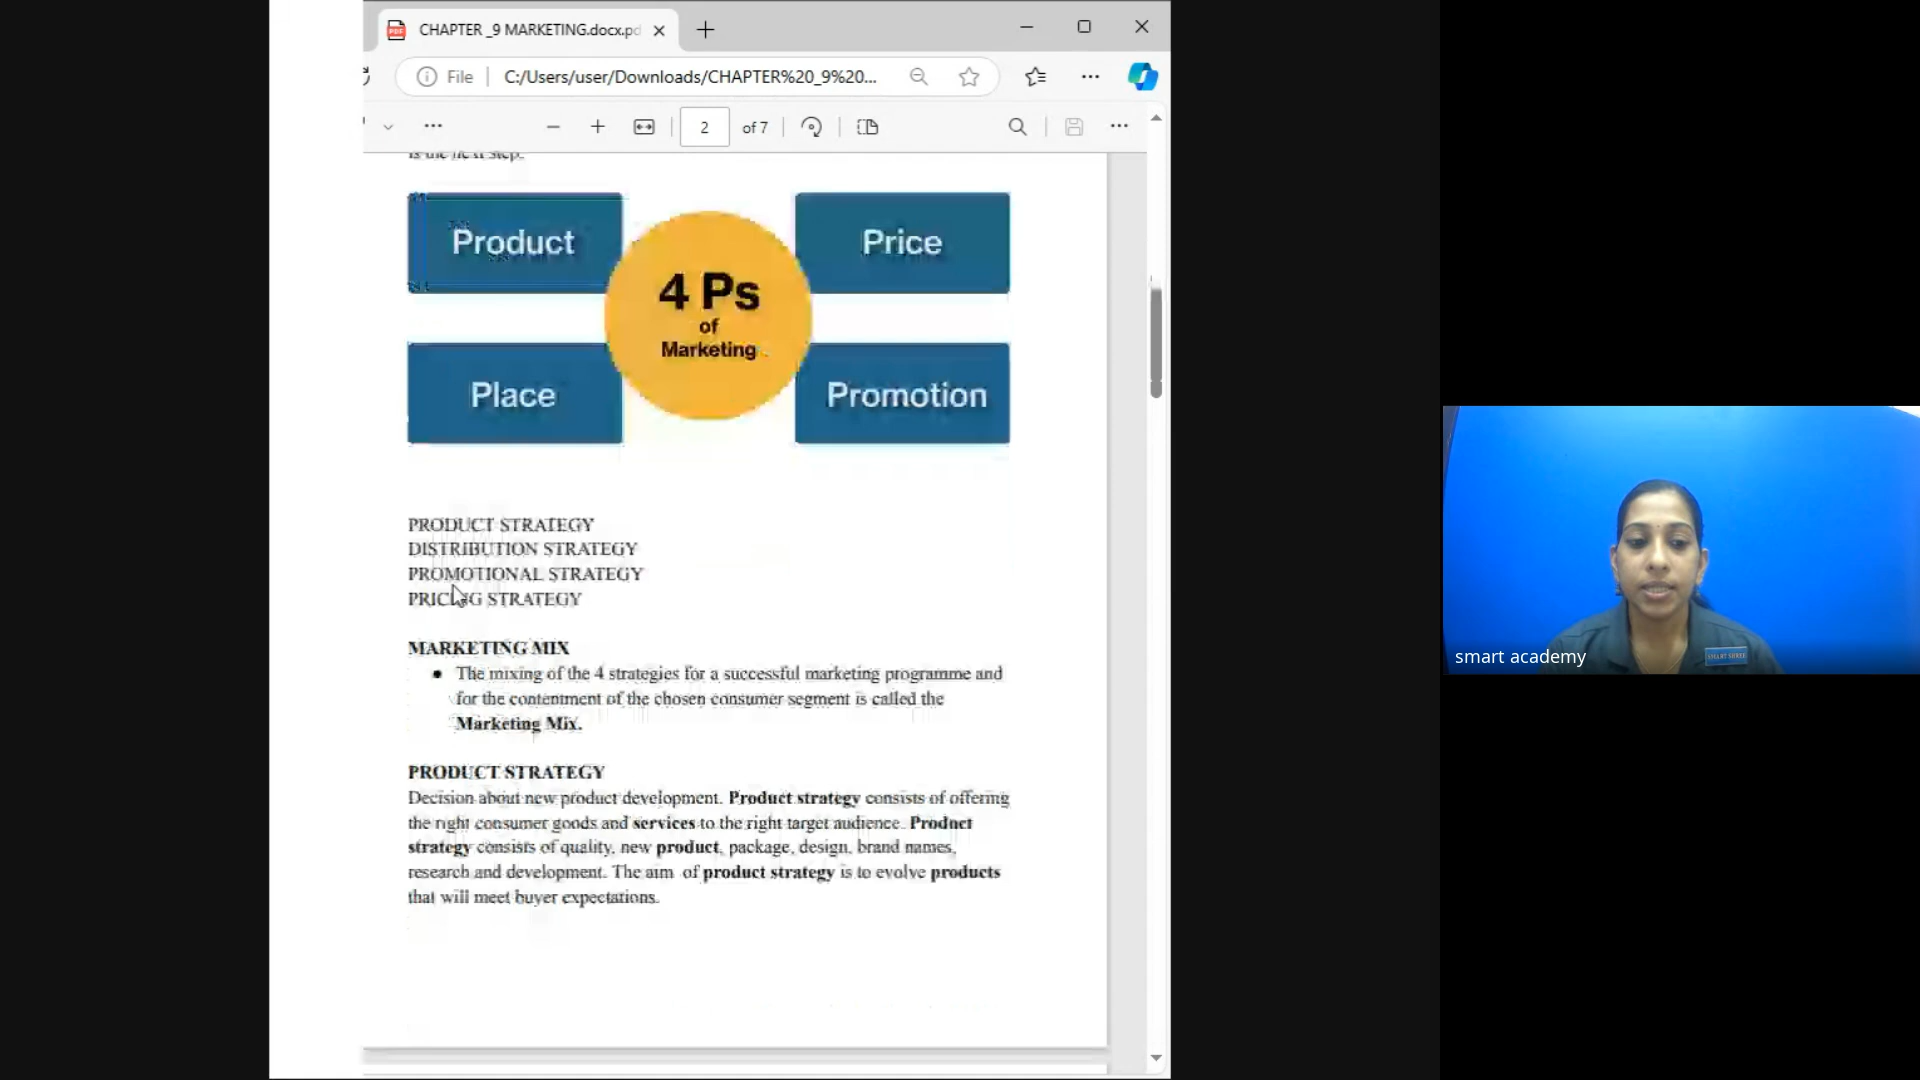 CHAPTER _9 MARKETING.docx.pd
File
C:/Users/user/Downloads/CHAPTER%20_9%20...
2
of 7
is the next step.
Product
Price
4 Ps
of
Marketing
Place
Promotion
PRODUCT STRATEGY
DISTRIBUTION STRATEGY
PROMOTIONAL STRATEGY
PRICING STRATEGY
MARKETING MIX
The mixing of the 4 strategies for a successful marketing programme and
for the contentment of the chosen consumer segment is called the
Marketing Mix.
PRODUCT STRATEGY
Decision about new product development. Product strategy consists of offering
the right consumer goods and services to the right target audience. Product
strategy consists of quality, new product, package, design, brand names,
research and development. The aim of product strategy is to evolve products
that will meet buyer expectations.
smart academy